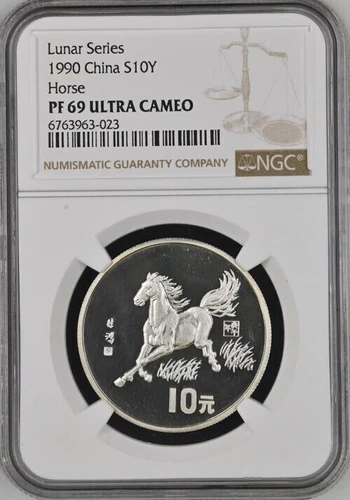 Lunar Series
1990 China S10Y
Horse
PF 69 ULTRA CAMEO
6763963-023
NUMISMATIC GUARANTY COMPANY
NGC®
10元